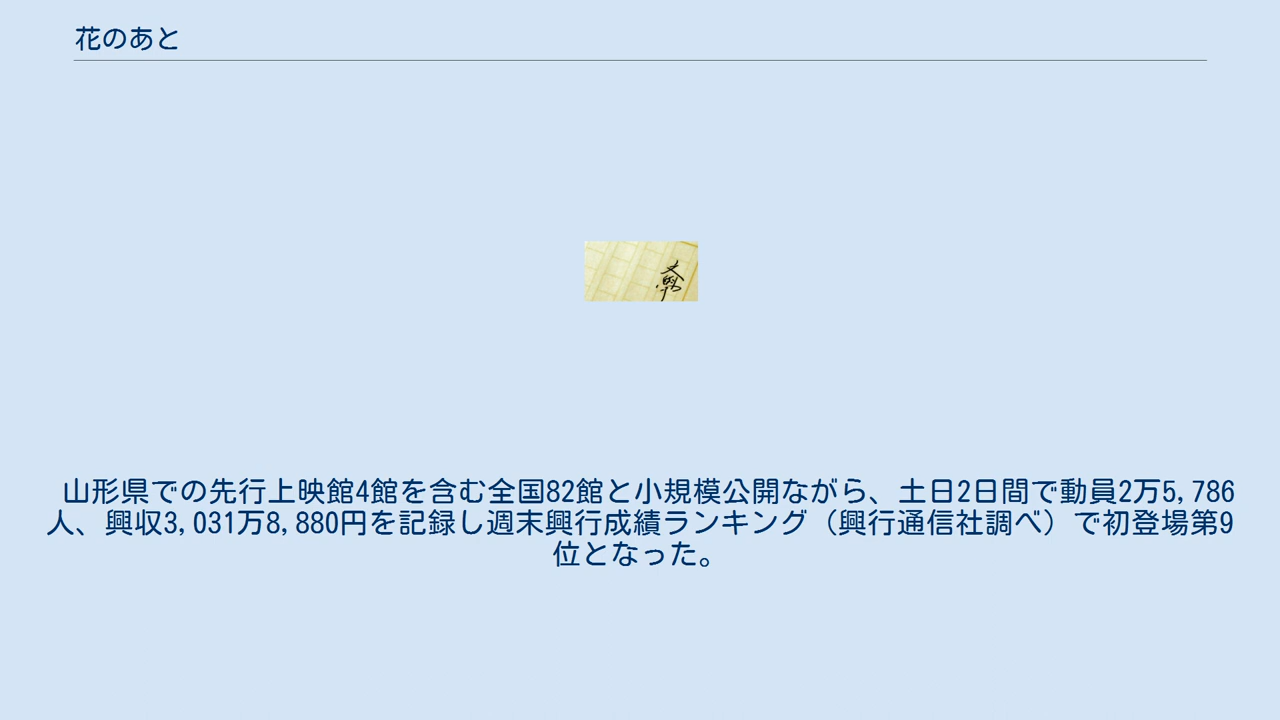 花のあと
山形県での先行上映館4館を含む全国82館と小規模公開ながら、土日2日間で動員2万5,786
人、興収3,031万8,880円を記録し週末興行成績ランキング（興行通信社調べ）で初登場第9
位となった。